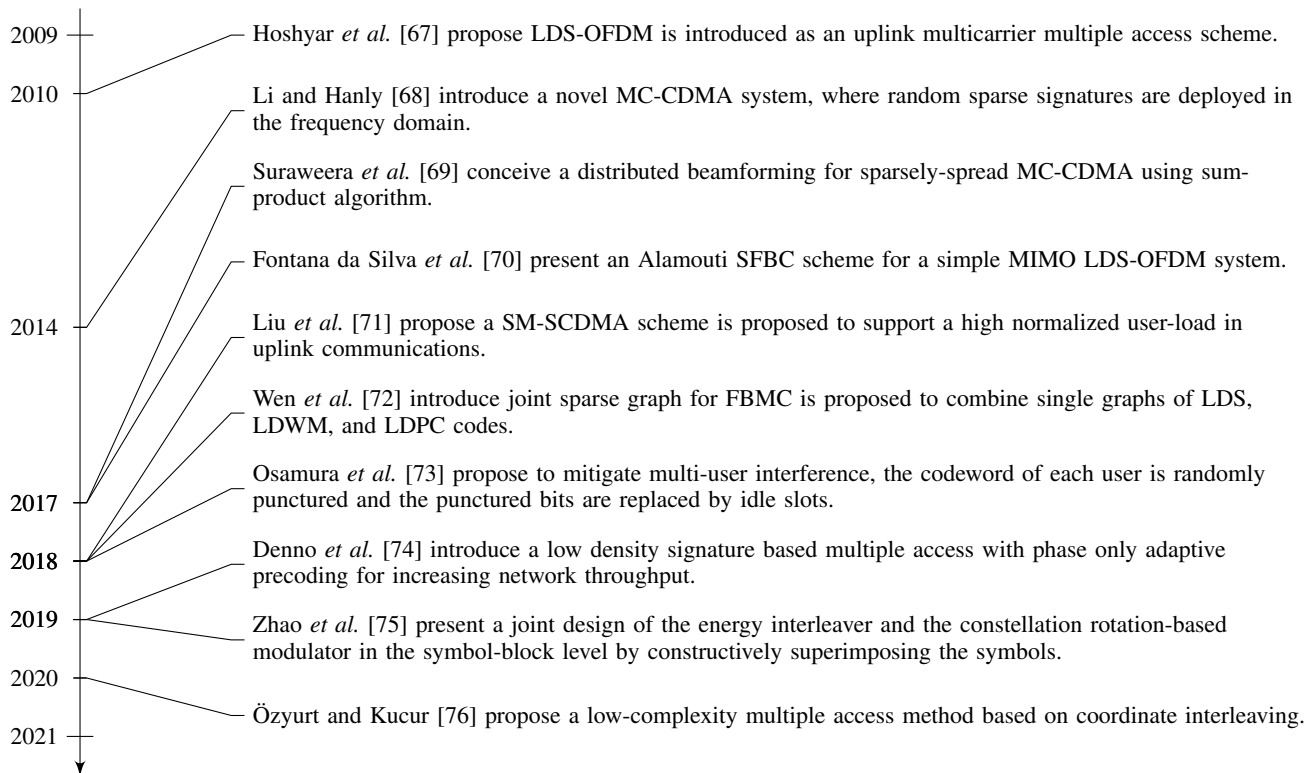 2009
Hoshyar et al. [67] propose LDS-OFDM is introduced as an uplink multicarrier multiple access scheme.
2010
Li and Hanly [68] introduce a novel MC-CDMA system, where random sparse signatures are deployed in
the frequency domain.
Suraweera et al. [69] conceive a distributed beamforming for sparsely-spread MC-CDMA using sum-
product algorithm.
Fontana da Silva et al. [70] present an Alamouti SFBC scheme for a simple MIMO LDS-OFDM system.
2014
Liu et al. [71] propose a SM-SCDMA scheme is proposed to support a high normalized user-load in
uplink communications.
Wen et al. [72] introduce joint sparse graph for FBMC is proposed to combine single graphs of LDS,
LDWM, and LDPC codes.
Osamura et al. [73] propose to mitigate multi-user interference, the codeword of each user is randomly
punctured and the punctured bits are replaced by idle slots.
2017
Denno et al. [74] introduce a low density signature based multiple access with phase only adaptive
precoding for increasing network throughput.
2018
2019
Zhao et al. [75] present a joint design of the energy interleaver and the constellation rotation-based
modulator in the symbol-block level by constructively superimposing the symbols.
2020
Özyurt and Kucur [76] propose a low-complexity multiple access method based on coordinate interleaving.
2021